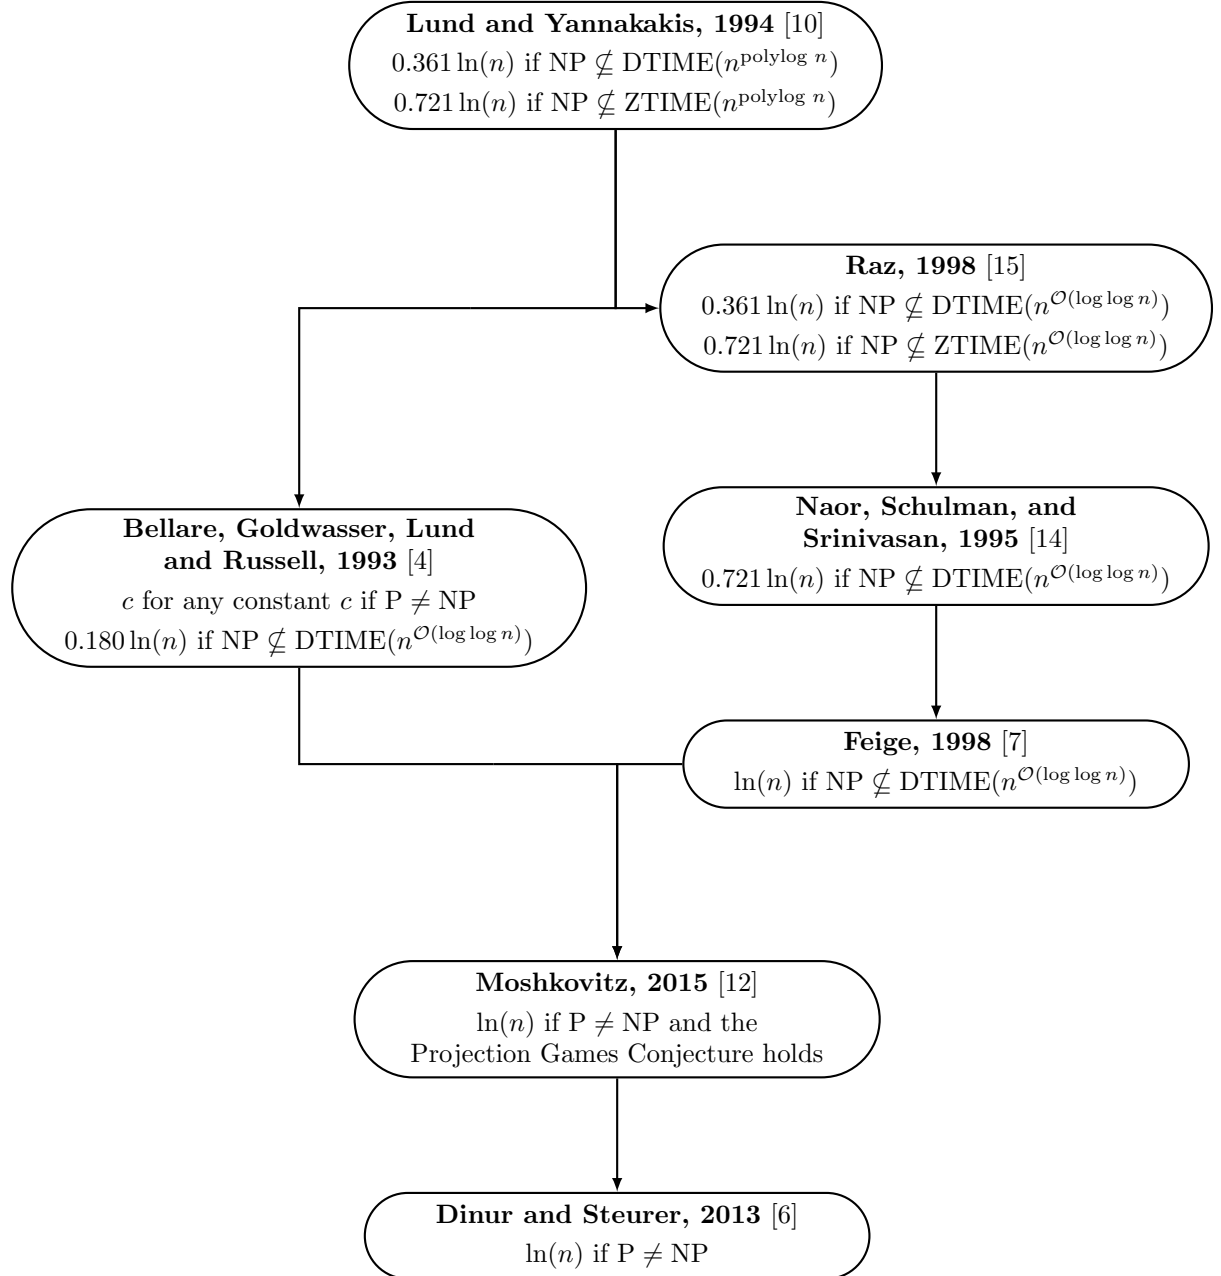 Lund and Yannakakis, 1994 [10]
0.361 ln(n) if NP ⊈ DTIME(n^{polylog n})
0.721 ln(n) if NP ⊈ ZTIME(n^{polylog n})
Raz, 1998 [15]
0.361 ln(n) if NP ⊈ DTIME(n^{𝒪(log log n)})
0.721 ln(n) if NP ⊈ ZTIME(n^{𝒪(log log n)})
Bellare, Goldwasser, Lund
and Russell, 1993 [4]
c for any constant c if P ≠ NP
0.180 ln(n) if NP ⊈ DTIME(n^{𝒪(log log n)})
Naor, Schulman, and
Srinivasan, 1995 [14]
0.721 ln(n) if NP ⊈ DTIME(n^{𝒪(log log n)})
Feige, 1998 [7]
ln(n) if NP ⊈ DTIME(n^{𝒪(log log n)})
Moshkovitz, 2015 [12]
ln(n) if P ≠ NP and the
Projection Games Conjecture holds
Dinur and Steurer, 2013 [6]
ln(n) if P ≠ NP